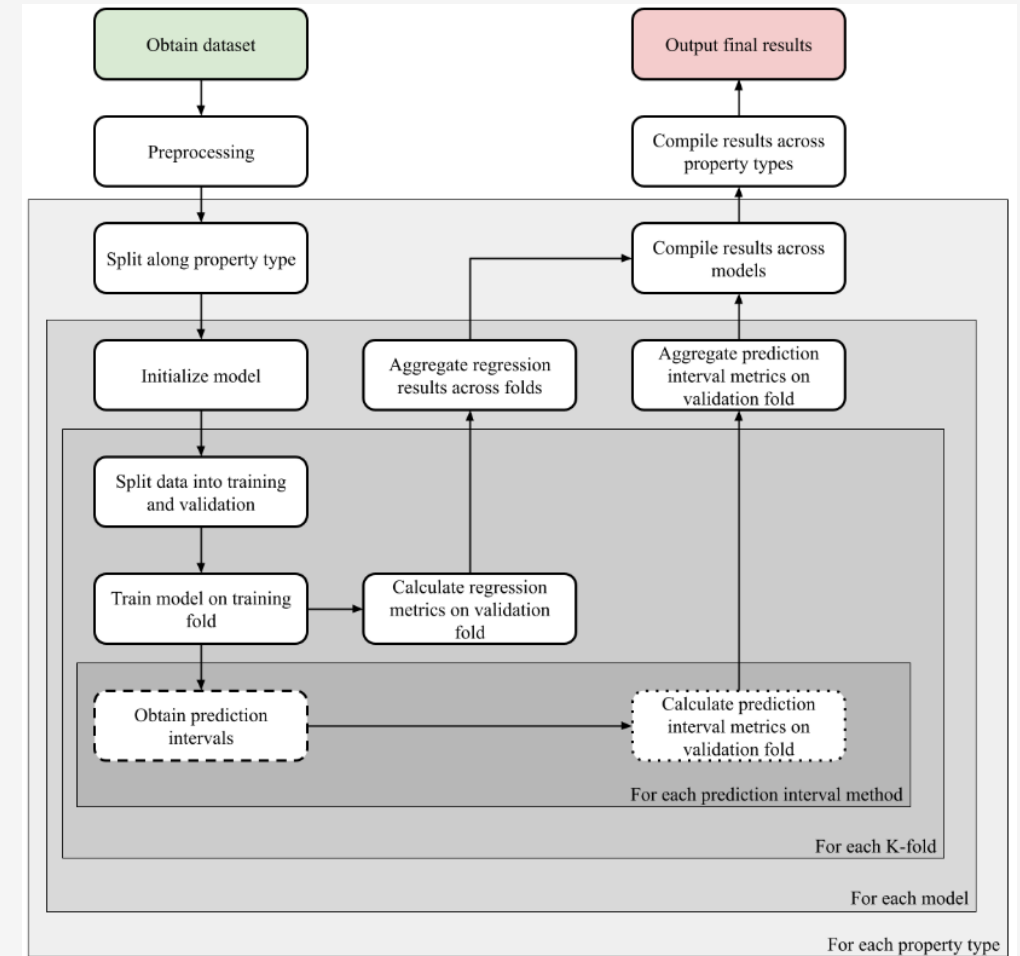 Obtain dataset
Output final results
Preprocessing
Compile results across
property types
Split along property type
Compile results across
models
Initialize model
Aggregate regression
results across folds
Aggregate prediction
interval metrics on
validation fold
Split data into training
and validation
Train model on training
fold
Calculate regression
metrics on validation
fold
Obtain prediction
intervals
Calculate prediction
interval metrics on
validation fold
For each prediction interval method
For each K-fold
For each model
For each property type